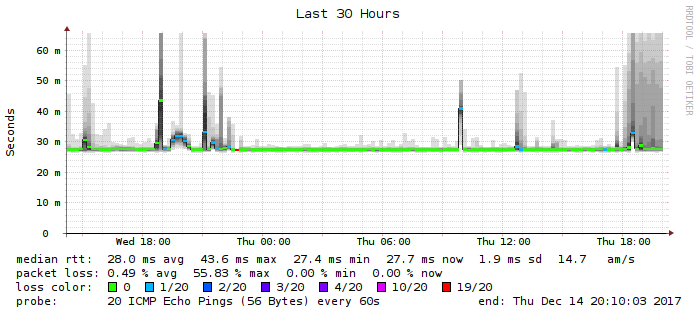 Last 30 Hours
RRDTOOL / TOBI OETIKER
Seconds
60 m
50 m
40 m
30 m
20 m
10 m
0
Wed 18:00 Thu 00:00 Thu 06:00 Thu 12:00 Thu 18:00
median rtt: 28.0 ms avg 43.6 ms max 27.4 ms min 27.7 ms now 1.9 ms sd 14.7 am/s
packet loss: 0.49 % avg 55.83 % max 0.00 % min 0.00 % now
loss color: 0 1/20 2/20 3/20 4/20 10/20 19/20
probe: 20 ICMP Echo Pings (56 Bytes) every 60s end: Thu Dec 14 20:10:03 2017